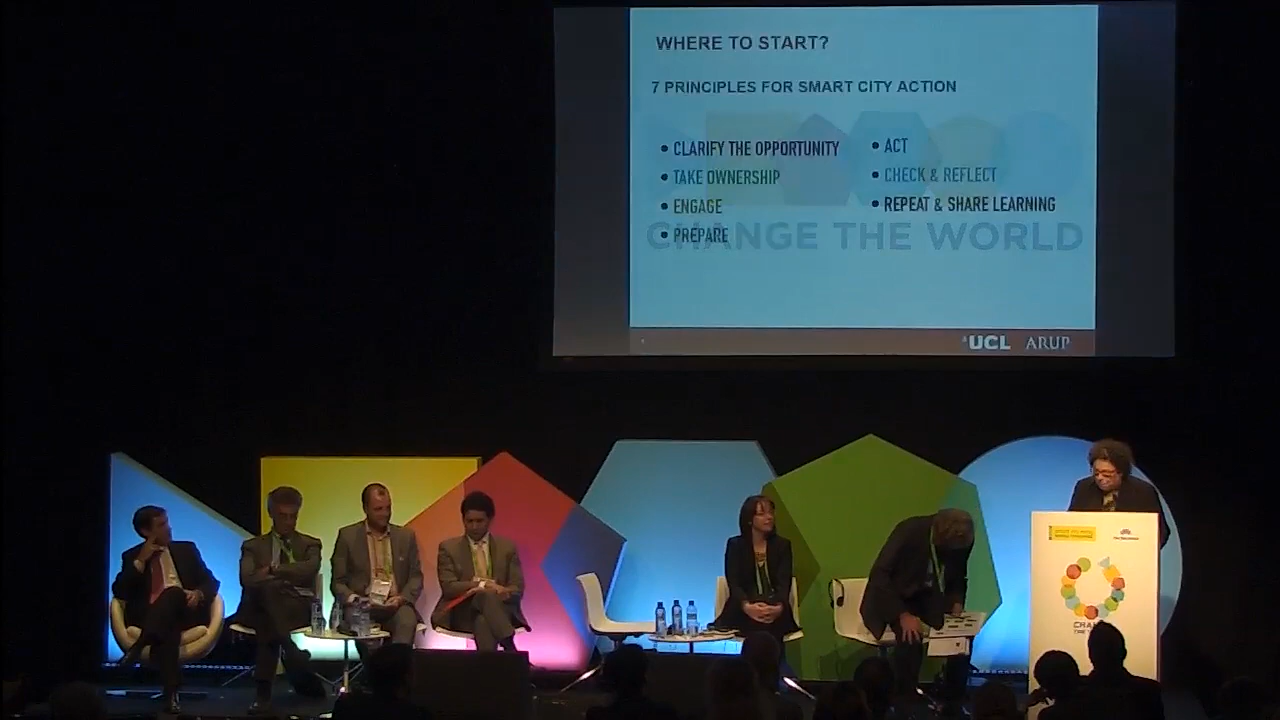 WHERE TO START?
7 PRINCIPLES FOR SMART CITY ACTION
• CLARIFY THE OPPORTUNITY
• TAKE OWNERSHIP
• ENGAGE
• PREPARE
• ACT
• CHECK & REFLECT
• REPEAT & SHARE LEARNING
CHANGE THE WORLD
UCL ARUP